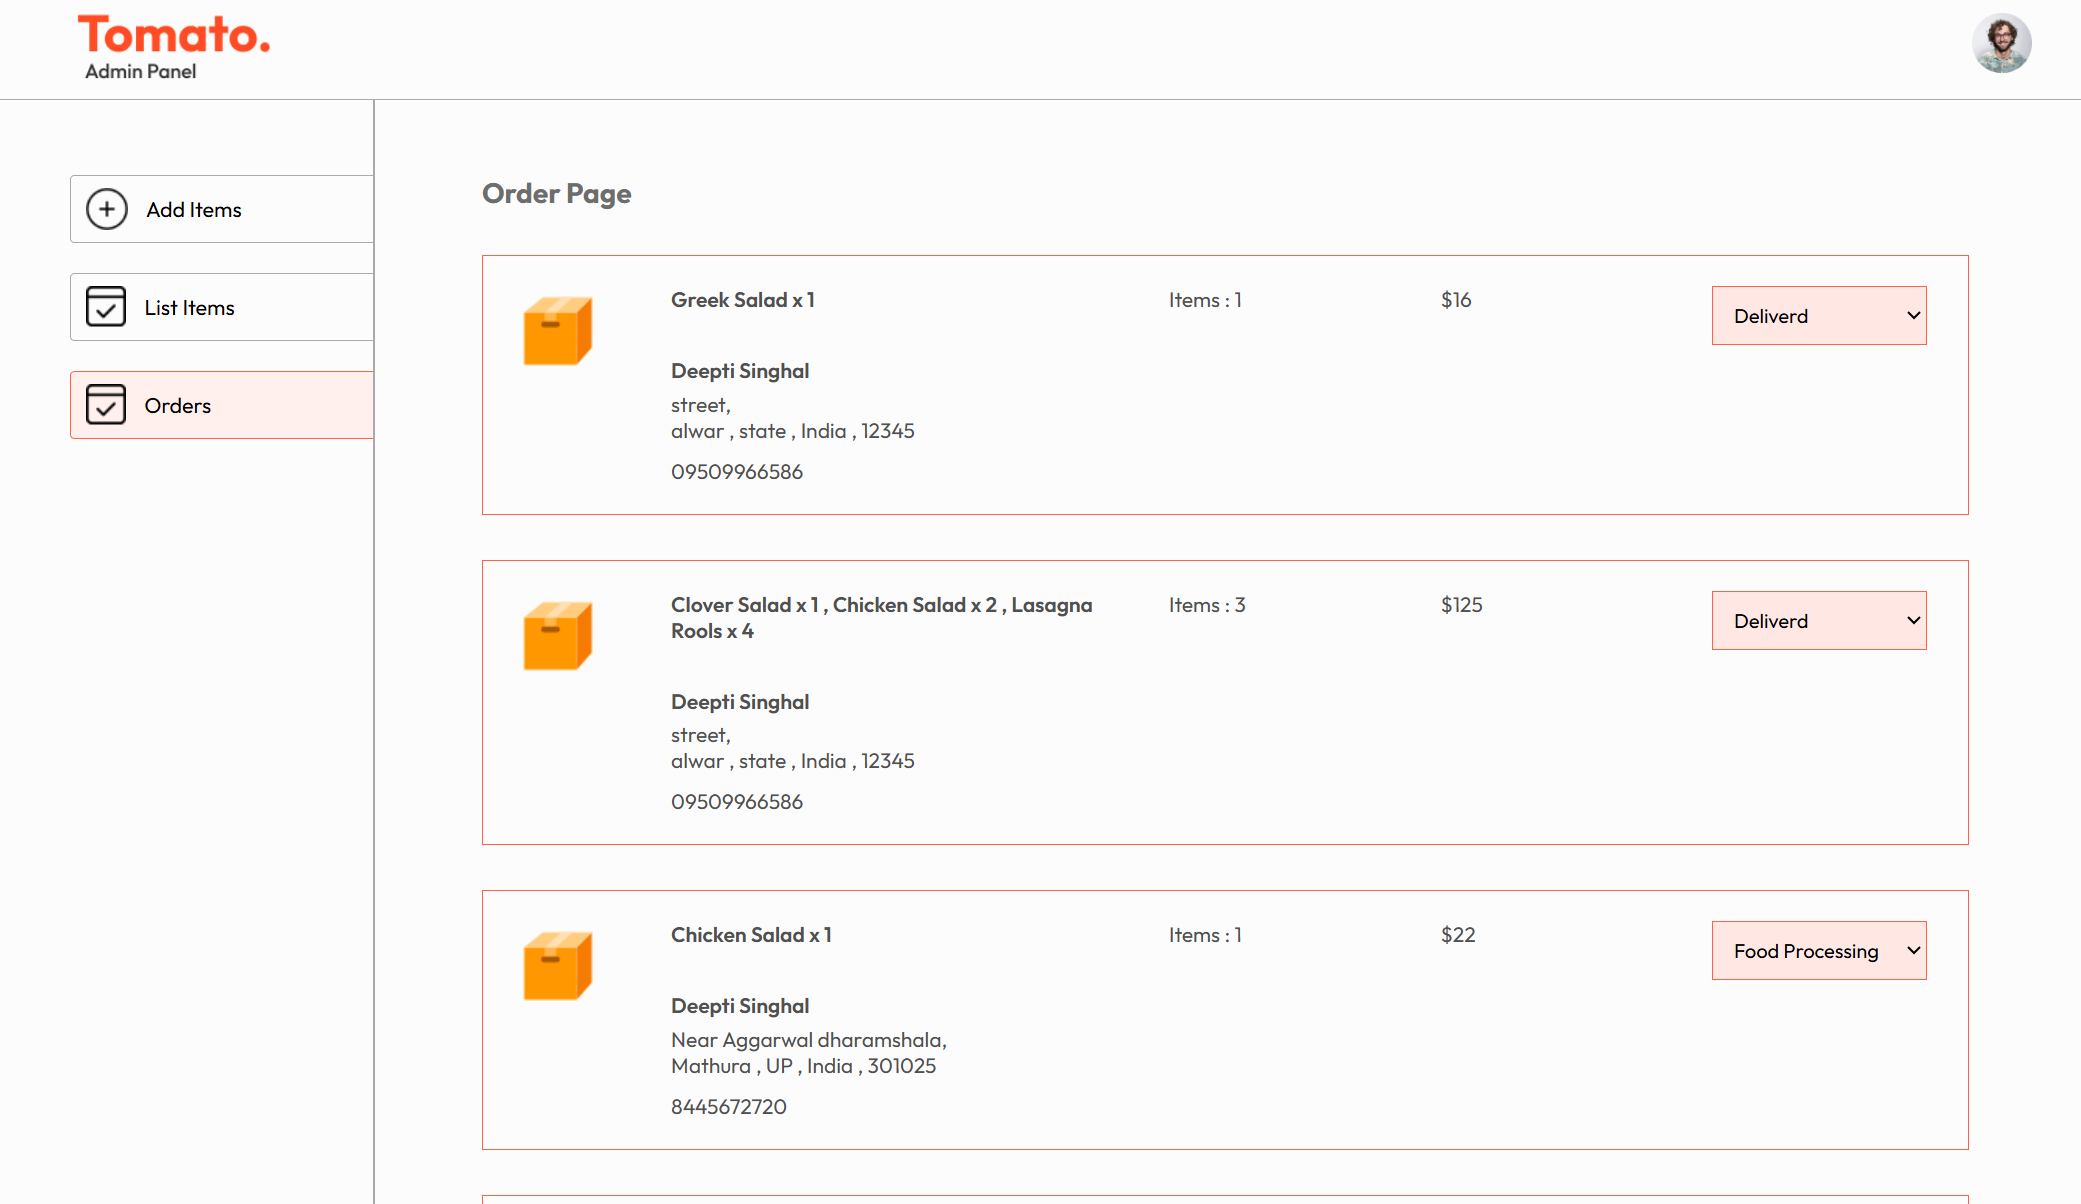 Tomato.
Admin Panel
Add Items
List Items
Orders
Order Page
Greek Salad x 1
Items : 1
$16
Deliverd
Deepti Singhal
street,
alwar , state , India , 12345
09509966586
Clover Salad x 1 , Chicken Salad x 2 , Lasagna
Rools x 4
Items : 3
$125
Deliverd
Deepti Singhal
street,
alwar , state , India , 12345
09509966586
Chicken Salad x 1
Items : 1
$22
Food Processing
Deepti Singhal
Near Aggarwal dharamshala,
Mathura , UP , India , 301025
8445672720